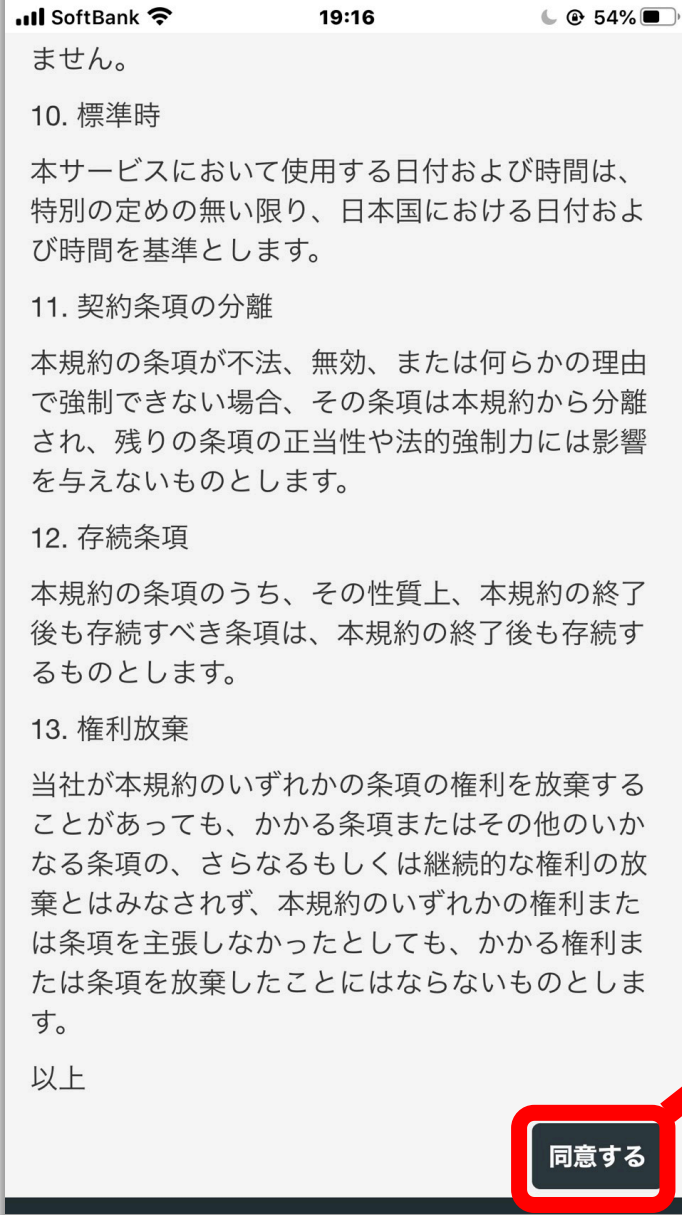 SoftBank 19:16 54%
ません。
10. 標準時
本サービスにおいて使用する日付および時間は、
特別の定めの無い限り、日本国における日付およ
び時間を基準とします。
11. 契約条項の分離
本規約の条項が不法、無効、または何らかの理由
で強制できない場合、その条項は本規約から分離
され、残りの条項の正当性や法的強制力には影響
を与えないものとします。
12. 存続条項
本規約の条項のうち、その性質上、本規約の終了
後も存続すべき条項は、本規約の終了後も存続す
るものとします。
13. 権利放棄
当社が本規約のいずれかの条項の権利を放棄する
ことがあっても、かかる条項またはその他のいか
なる条項の、さらなるもしくは継続的な権利の放
棄とはみなされず、本規約のいずれかの権利また
は条項を主張しなかったとしても、かかる権利ま
たは条項を放棄したことにはならないものとしま
す。
以上
同意する